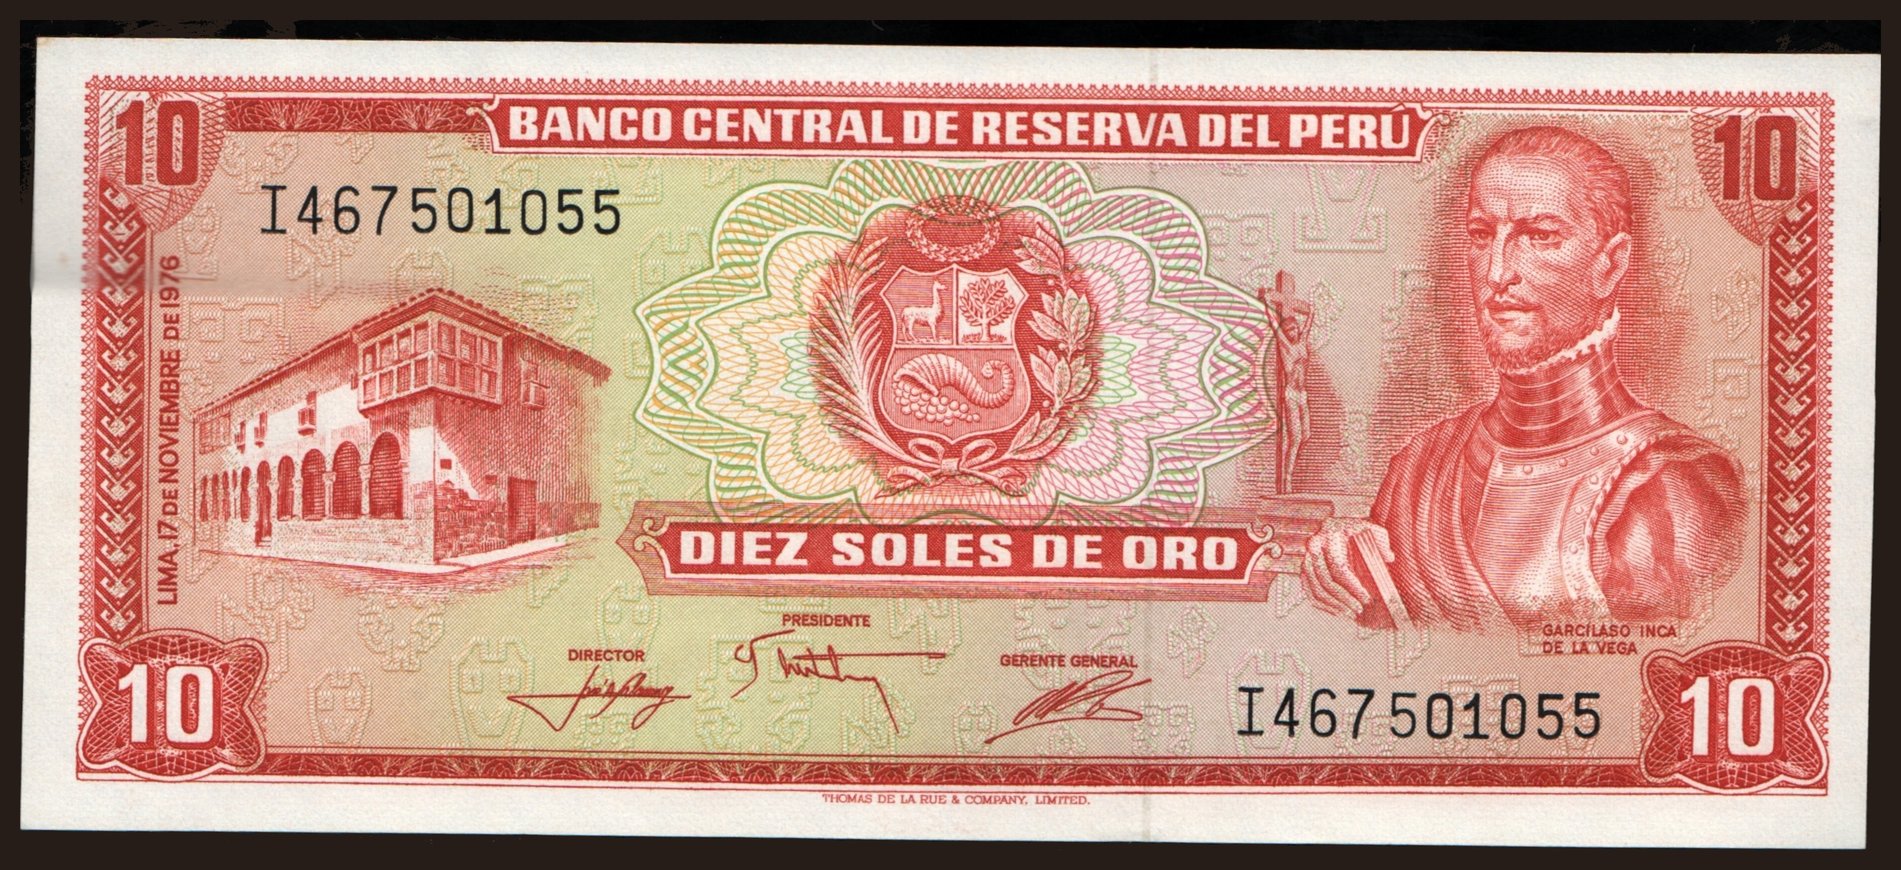 10
BANCO CENTRAL DE RESERVA DEL PERÚ
10
I467501055
LIMA, 17 DE NOVIEMBRE DE 1976
DIEZ SOLES DE ORO
PRESIDENTE
DIRECTOR
GERENTE GENERAL
GARCILASO INCA
DE LA VEGA
10
I467501055
10
THOMAS DE LA RUE & COMPANY, LIMITED.